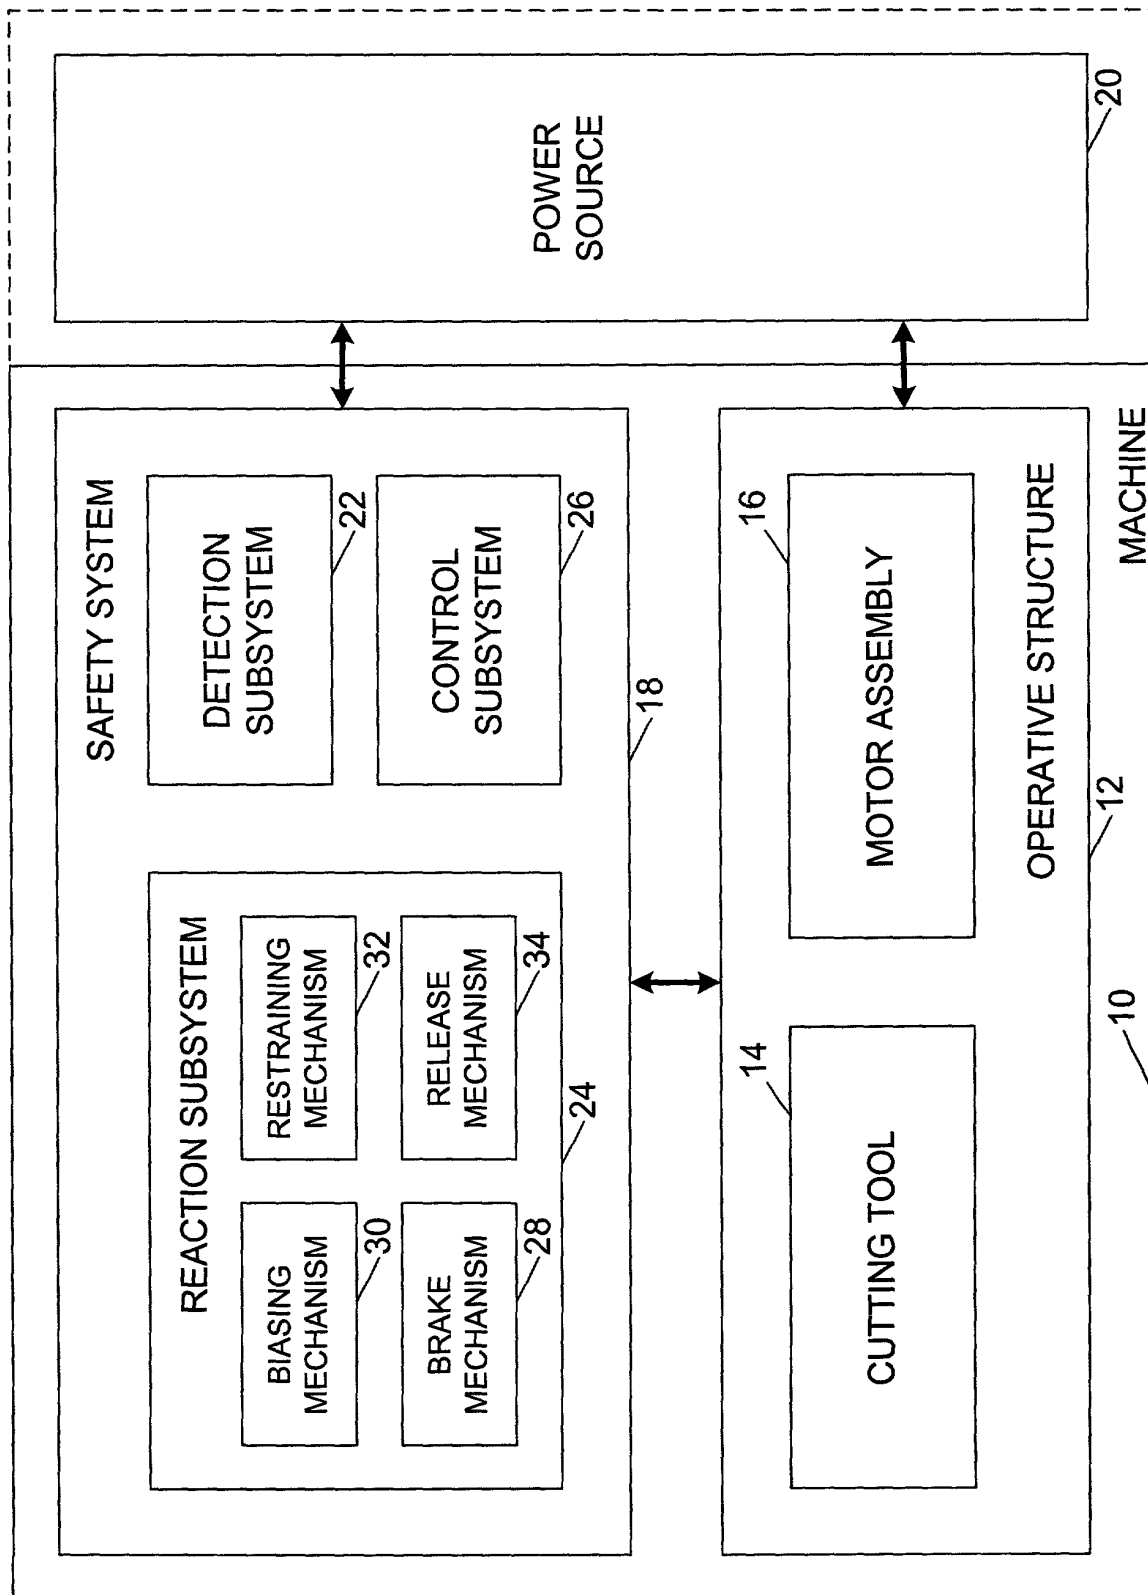 SAFETY SYSTEM
REACTION SUBSYSTEM
BIASING
MECHANISM
30
RESTRAINING
MECHANISM
32
BRAKE
MECHANISM
28
RELEASE
MECHANISM
34
24
DETECTION
SUBSYSTEM
22
CONTROL
SUBSYSTEM
26
18
14
CUTTING TOOL
16
MOTOR ASSEMBLY
OPERATIVE STRUCTURE
12
10
MACHINE
POWER
SOURCE
20